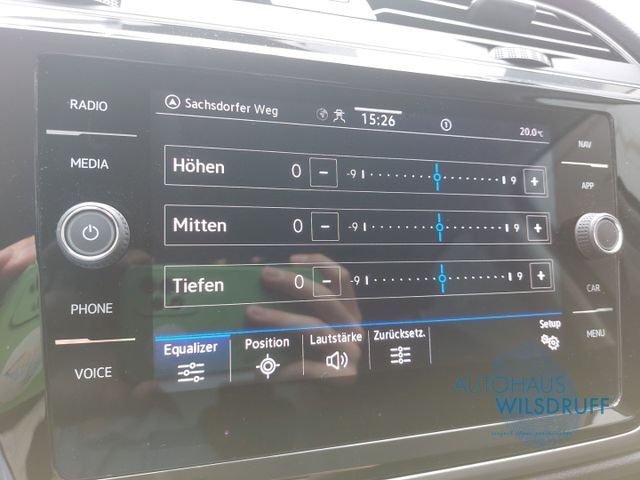 RADIO
MEDIA
PHONE
VOICE
Sachsdorfer Weg
15:26
1
20.0°C
Höhen 0 - -9 9 +
Mitten 0 - -9 9 +
Tiefen 0 - -9 9 +
Equalizer
Position
Lautstärke
Zurücksetz.
Setup
NAV
APP
CAR
MENU
AUTOHAUS
WILSDRUFF